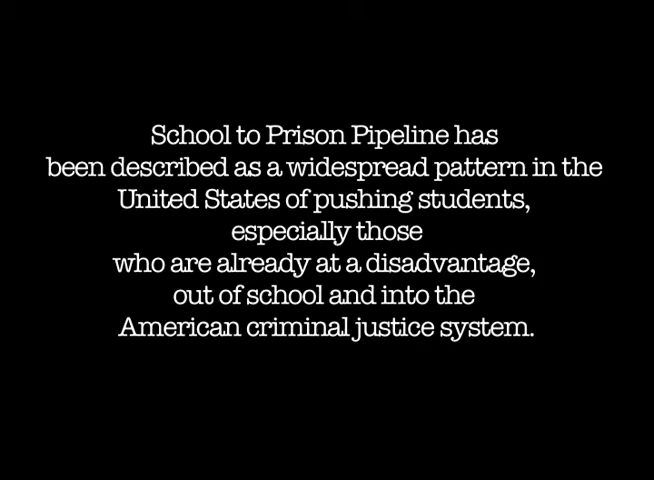 School to Prison Pipeline has
been described as a widespread pattern in the
United States of pushing students,
especially those
who are already at a disadvantage,
out of school and into the
American criminal justice system.